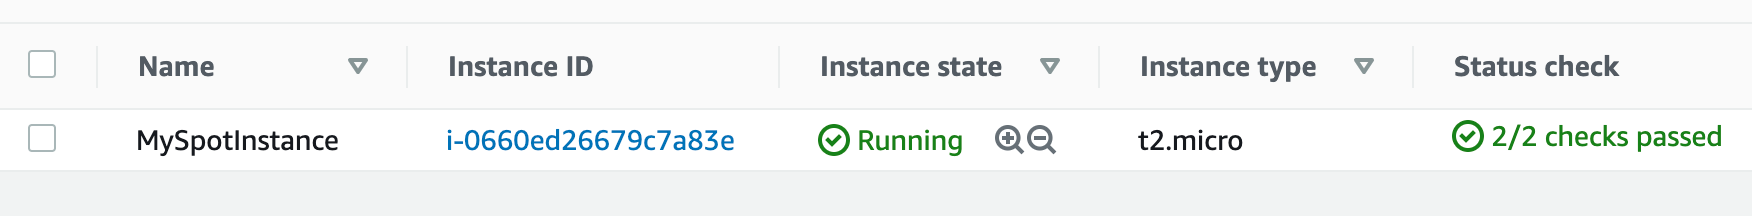 Name Instance ID Instance state Instance type Status check
MySpotInstance i-0660ed26679c7a83e Running t2.micro 2/2 checks passed